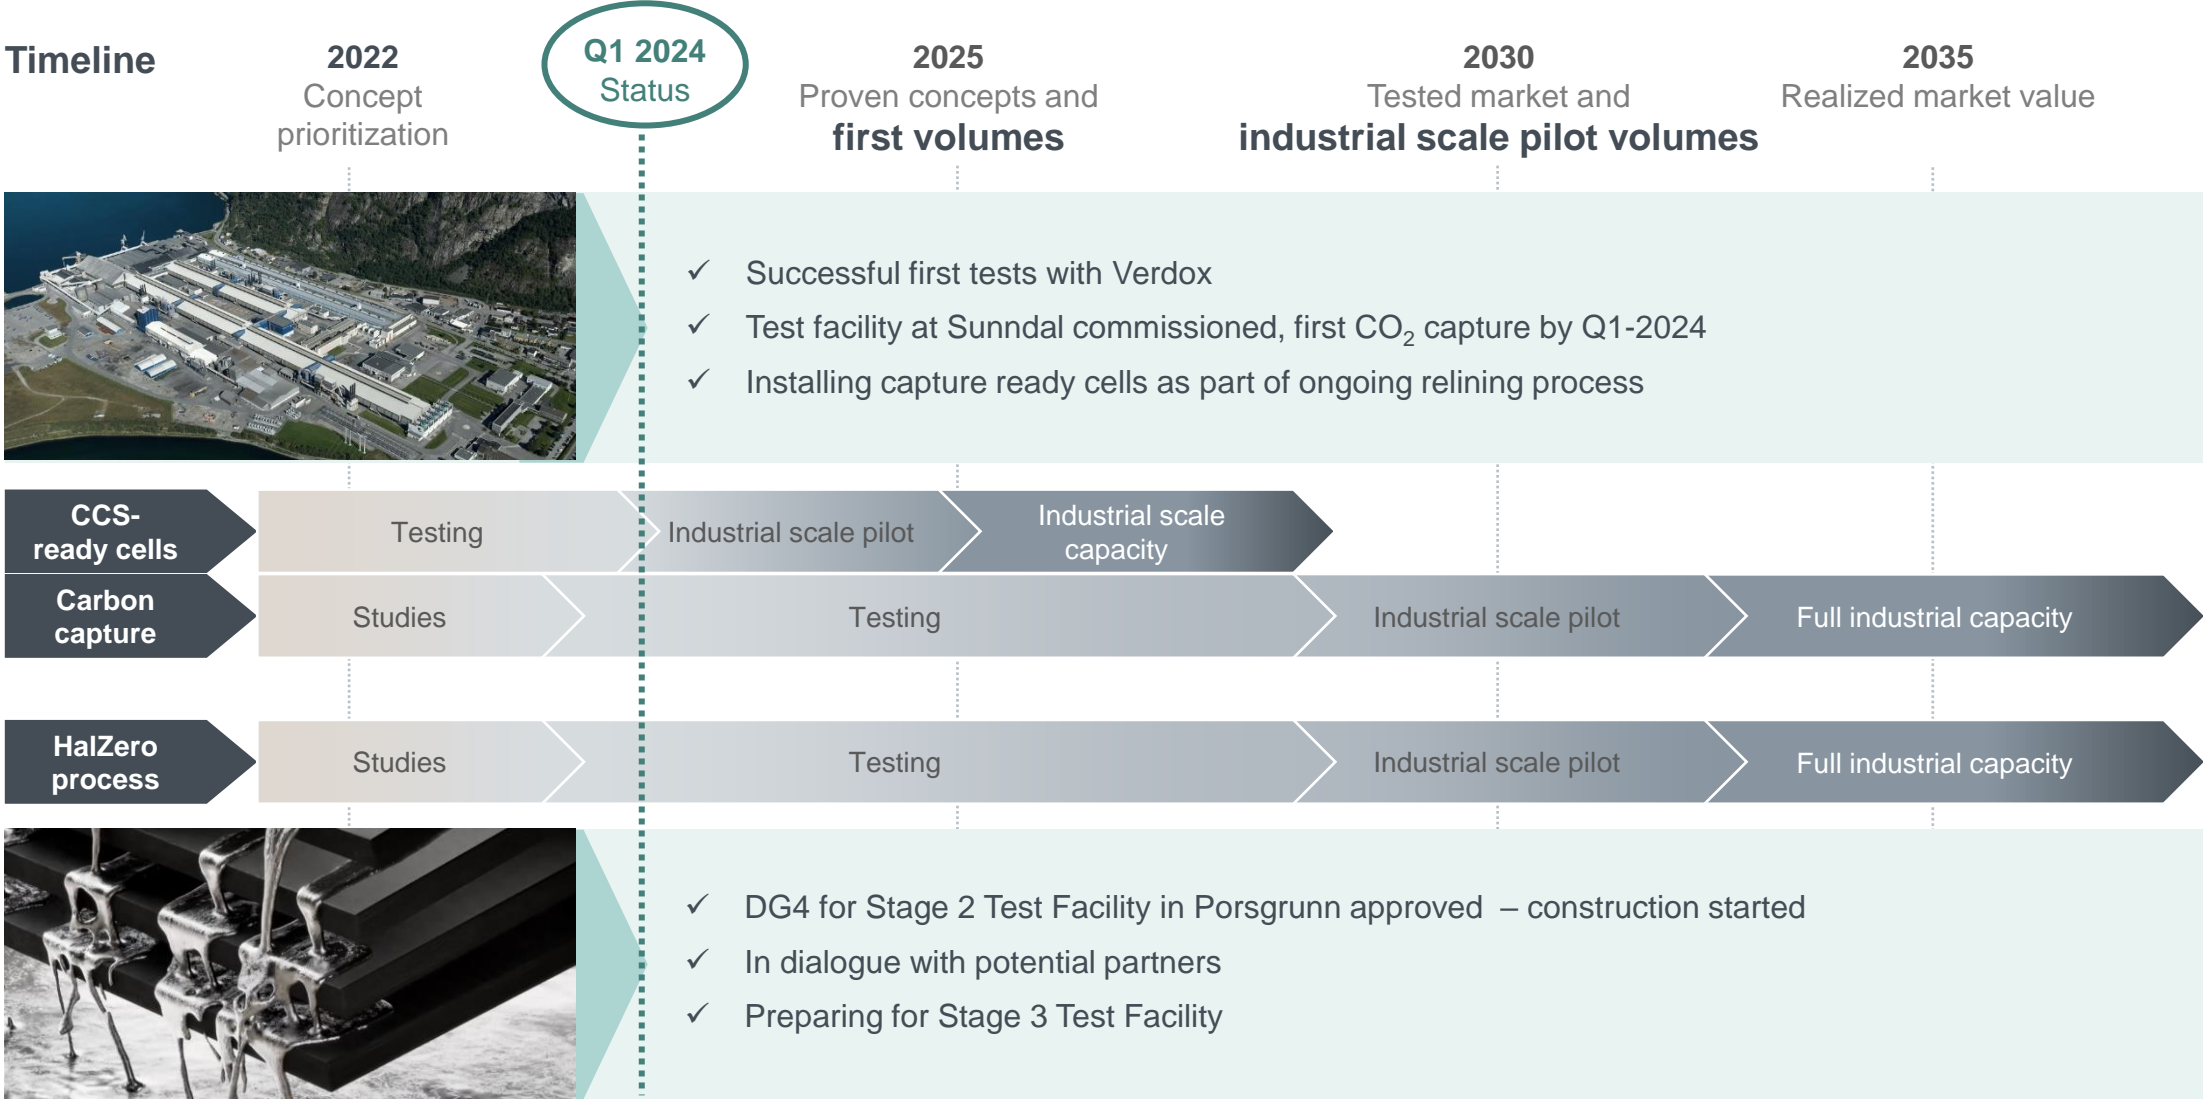 Timeline
2022
Concept
prioritization
Q1 2024
Status
2025
Proven concepts and
first volumes
2030
Tested market and
industrial scale pilot volumes
2035
Realized market value
✓ Successful first tests with Verdox
✓ Test facility at Sunndal commissioned, first CO₂ capture by Q1-2024
✓ Installing capture ready cells as part of ongoing relining process
CCS-
ready cells
Testing
Industrial scale pilot
Industrial scale
capacity
Carbon
capture
Studies
Testing
Industrial scale pilot
Full industrial capacity
HalZero
process
Studies
Testing
Industrial scale pilot
Full industrial capacity
✓ DG4 for Stage 2 Test Facility in Porsgrunn approved – construction started
✓ In dialogue with potential partners
✓ Preparing for Stage 3 Test Facility